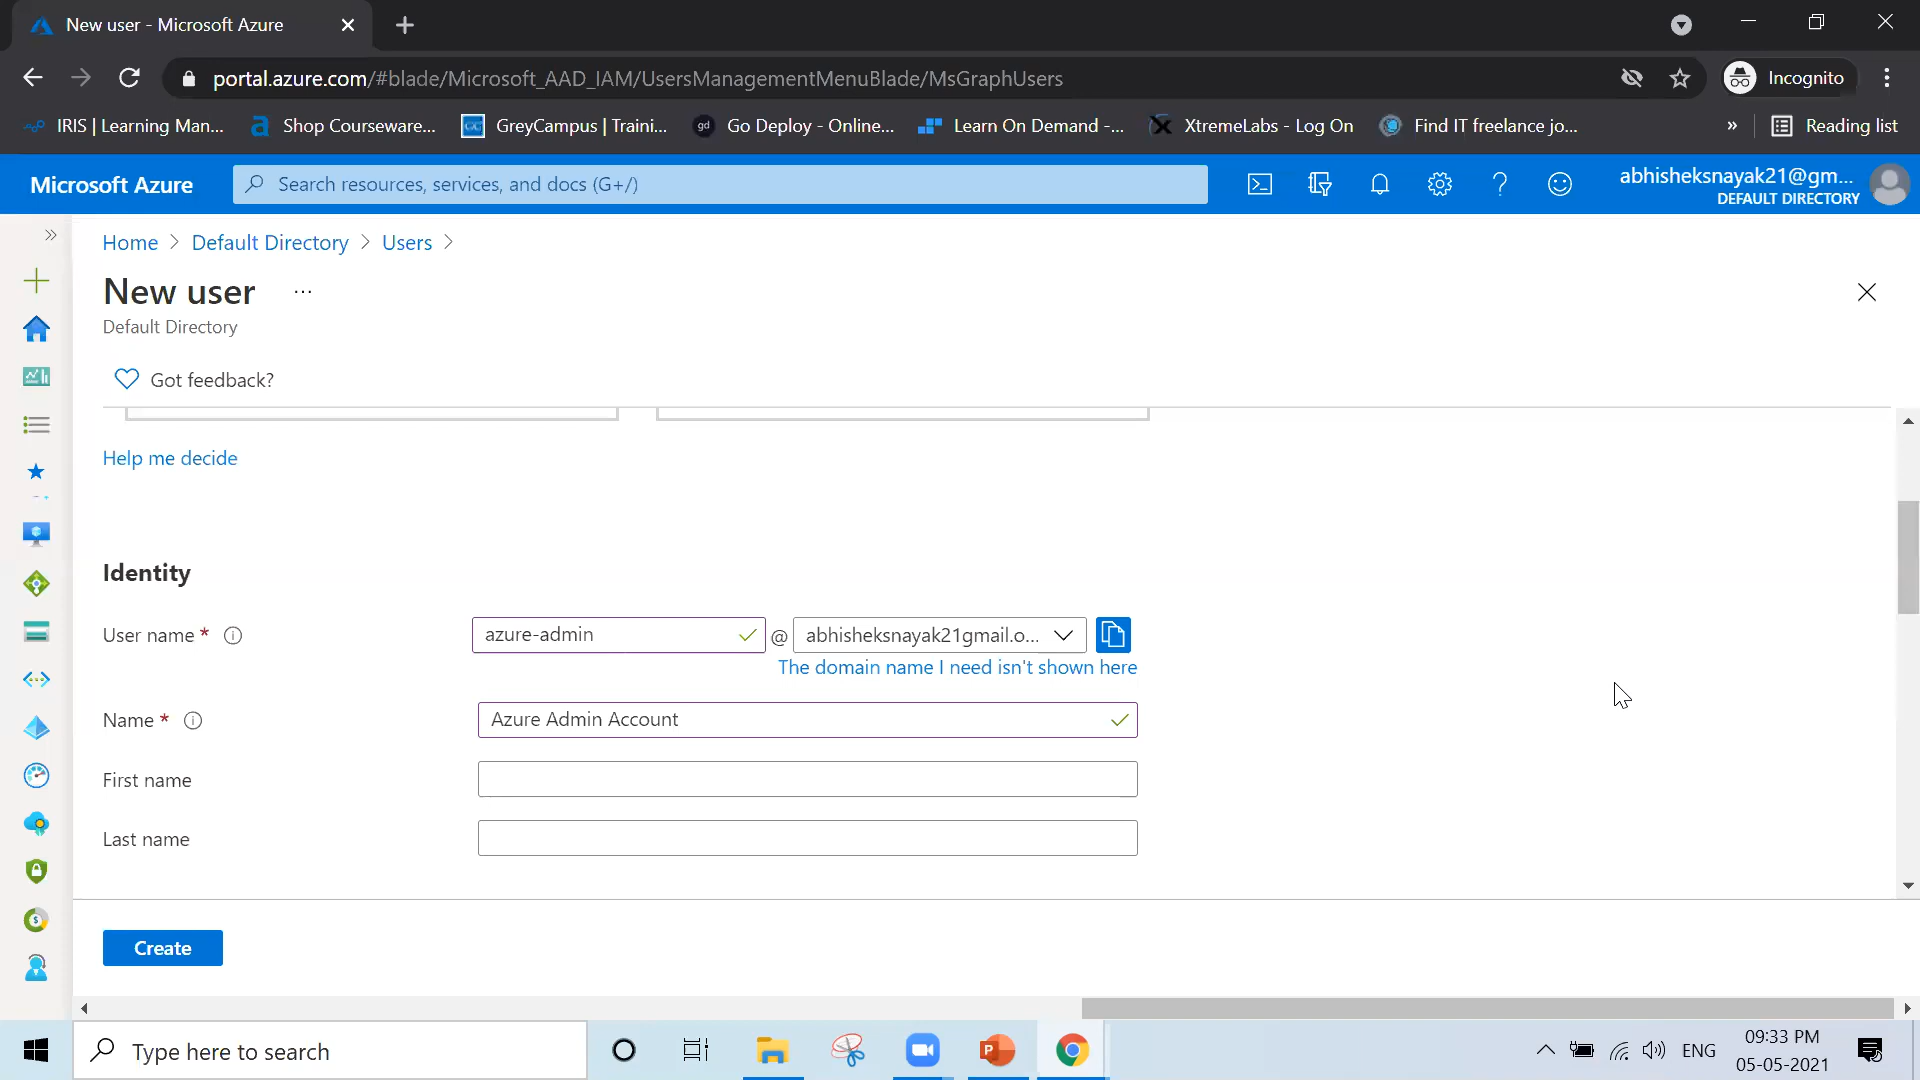 New user - Microsoft Azure
portal.azure.com/#blade/Microsoft_AAD_IAM/UsersManagementMenuBlade/MsGraphUsers
Incognito
IRIS | Learning Man...
a
Shop Courseware...
GC
GreyCampus | Traini...
gd
Go Deploy - Online...
Learn On Demand -...
X
XtremeLabs - Log On
Find IT freelance jo...
»
Reading list
Microsoft Azure
Search resources, services, and docs (G+/)
abhisheksnayak21@gm...
DEFAULT DIRECTORY
Home > Default Directory > Users >
New user
...
Default Directory
Got feedback?
Help me decide
Identity
User name *
azure-admin
@
abhisheksnayak21gmail.o...
The domain name I need isn't shown here
Name *
Azure Admin Account
First name
Last name
Create
Type here to search
P
ENG
09:33 PM
05-05-2021